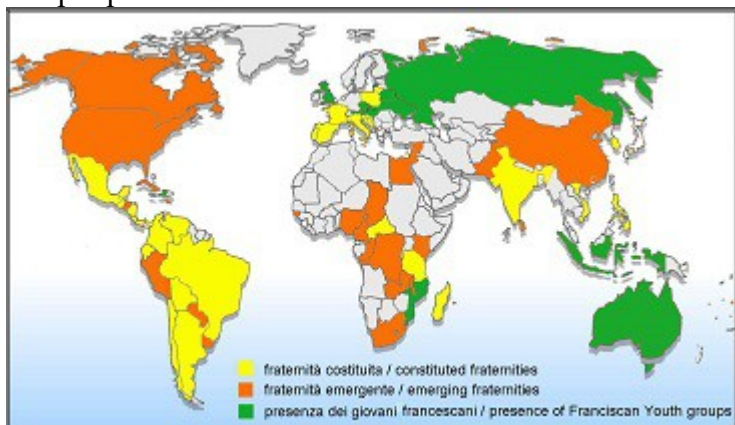 fraternità costituita / constituted fraternities
fraternità emergente / emerging fraternities
presenza dei giovani francescani / presence of Franciscan Youth groups